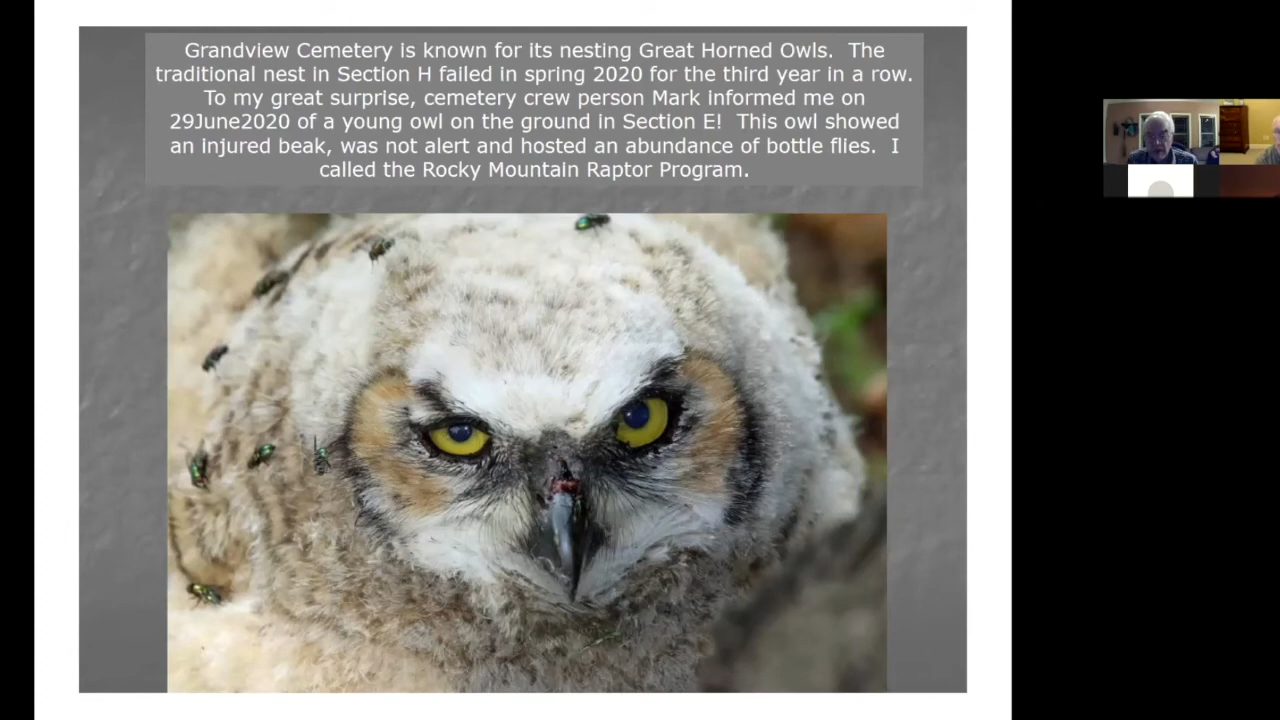 Grandview Cemetery is known for its nesting Great Horned Owls.  The
traditional nest in Section H failed in spring 2020 for the third year in a row.
To my great surprise, cemetery crew person Mark informed me on
29June2020 of a young owl on the ground in Section E!  This owl showed
an injured beak, was not alert and hosted an abundance of bottle flies.  I
called the Rocky Mountain Raptor Program.